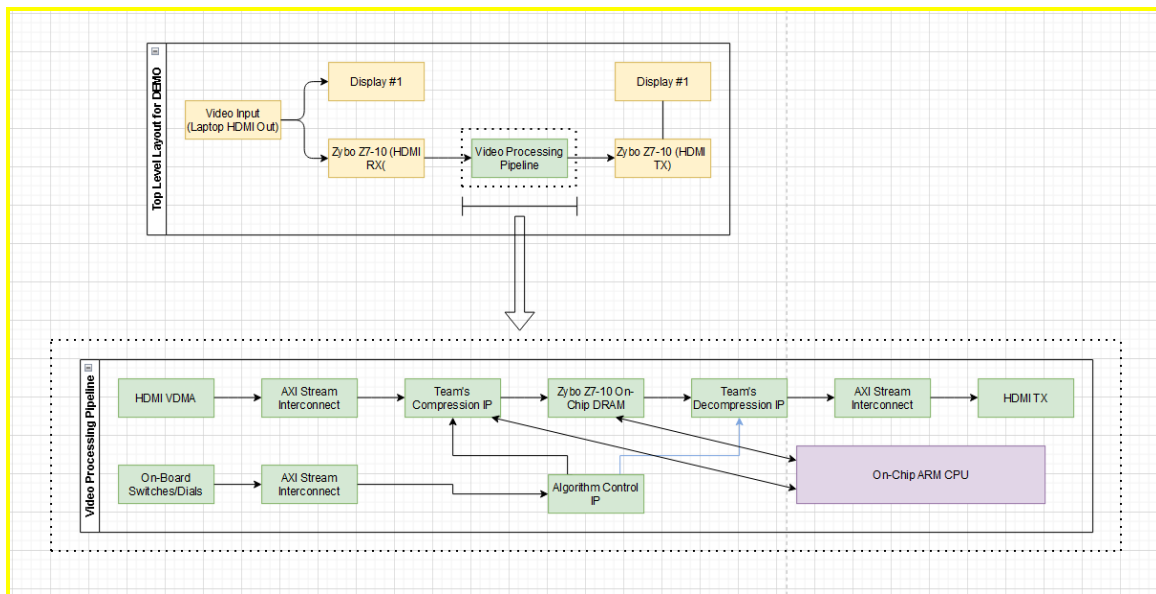 Top Level Layout for DEMO
Video Input
(Laptop HDMI Out)
Display #1
Zybo Z7-10 (HDMI
RX(
Video Processing
Pipeline
Display #1
Zybo Z7-10 (HDMI
TX)
Video Processing Pipeline
HDMI VDMA
AXI Stream
Interconnect
Team's
Compression IP
Zybo Z7-10 On-
Chip DRAM
Team's
Decompression IP
AXI Stream
Interconnect
HDMI TX
On-Board
Switches/Dials
AXI Stream
Interconnect
Algorithm Control
IP
On-Chip ARM CPU